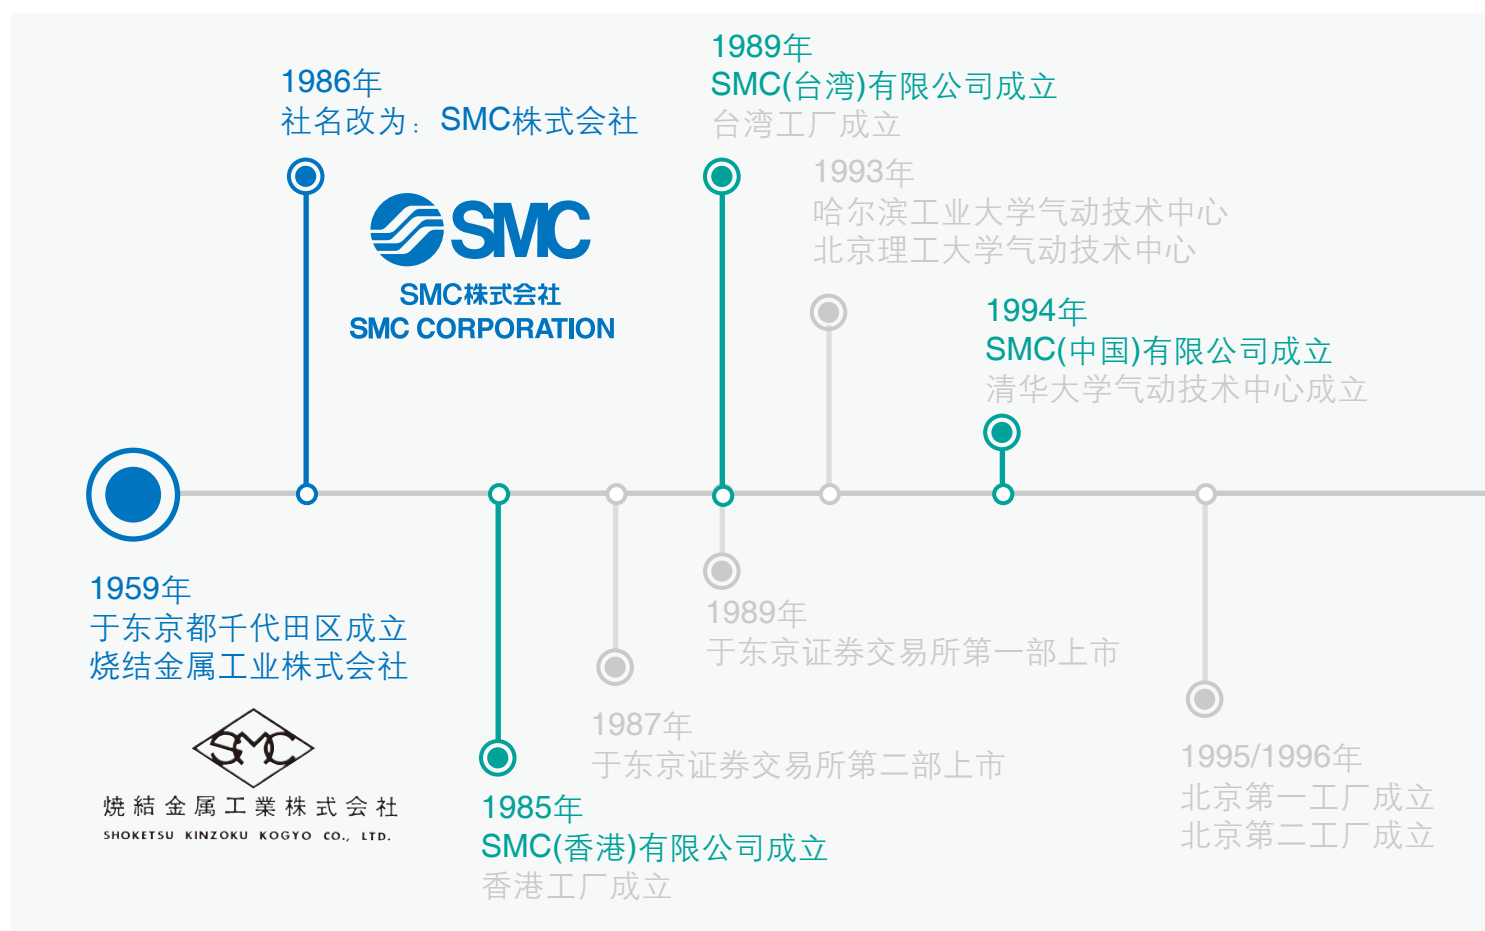 1986年
社名改为：SMC株式会社
SMC
SMC株式会社
SMC CORPORATION
1989年
SMC(台湾)有限公司成立
台湾工厂成立
1993年
哈尔滨工业大学气动技术中心
北京理工大学气动技术中心
1994年
SMC(中国)有限公司成立
清华大学气动技术中心成立
1959年
于东京都千代田区成立
烧结金属工业株式会社
SMC
焼結金属工業株式会社
SHOKETSU KINZOKU KOGYO CO., LTD.
1985年
SMC(香港)有限公司成立
香港工厂成立
1987年
于东京证券交易所第二部上市
1989年
于东京证券交易所第一部上市
1995/1996年
北京第一工厂成立
北京第二工厂成立